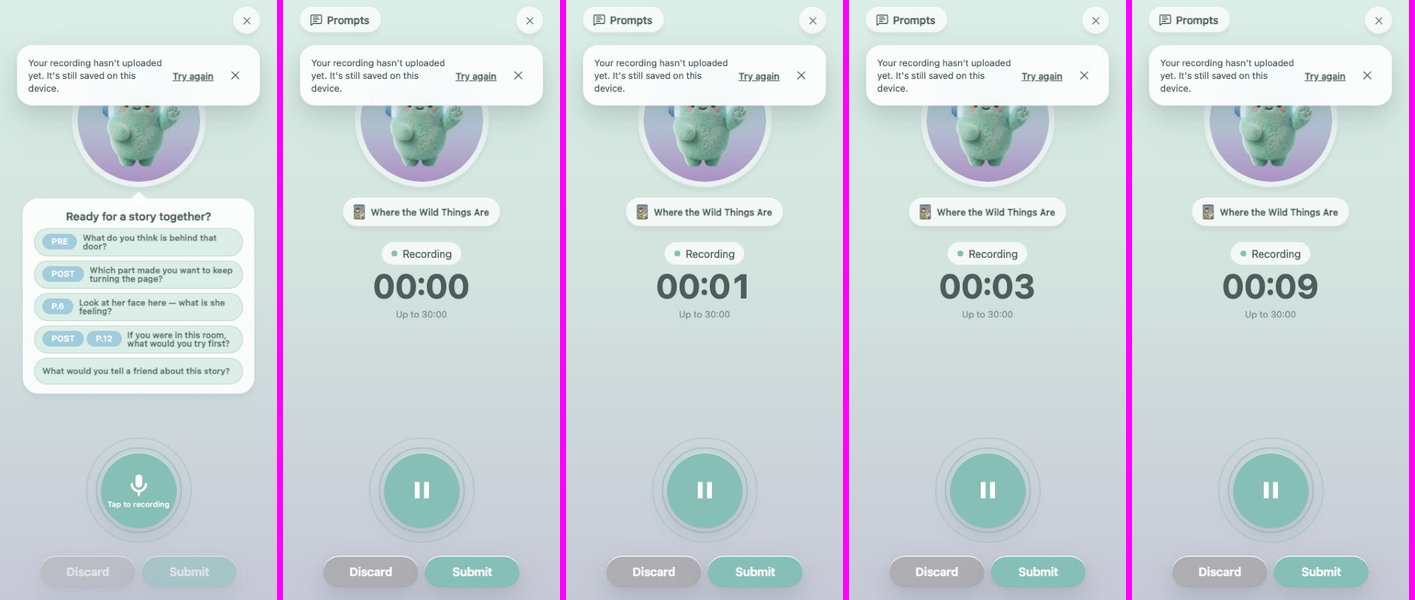 Your recording hasn't uploaded
yet. It's still saved on this
device.
Try again
Ready for a story together?
PRE
What do you think is behind that
door?
POST
Which part made you want to keep
turning the page?
P.6
Look at her face here — what is she
feeling?
POST
P.12
If you were in this room,
what would you try first?
What would you tell a friend about this story?
Tap to recording
Discard
Submit
Prompts
Your recording hasn't uploaded
yet. It's still saved on this
device.
Try again
Where the Wild Things Are
Recording
00:00
Up to 30:00
Discard
Submit
Prompts
Your recording hasn't uploaded
yet. It's still saved on this
device.
Try again
Where the Wild Things Are
Recording
00:01
Up to 30:00
Discard
Submit
Prompts
Your recording hasn't uploaded
yet. It's still saved on this
device.
Try again
Where the Wild Things Are
Recording
00:03
Up to 30:00
Discard
Submit
Prompts
Your recording hasn't uploaded
yet. It's still saved on this
device.
Try again
Where the Wild Things Are
Recording
00:09
Up to 30:00
Discard
Submit